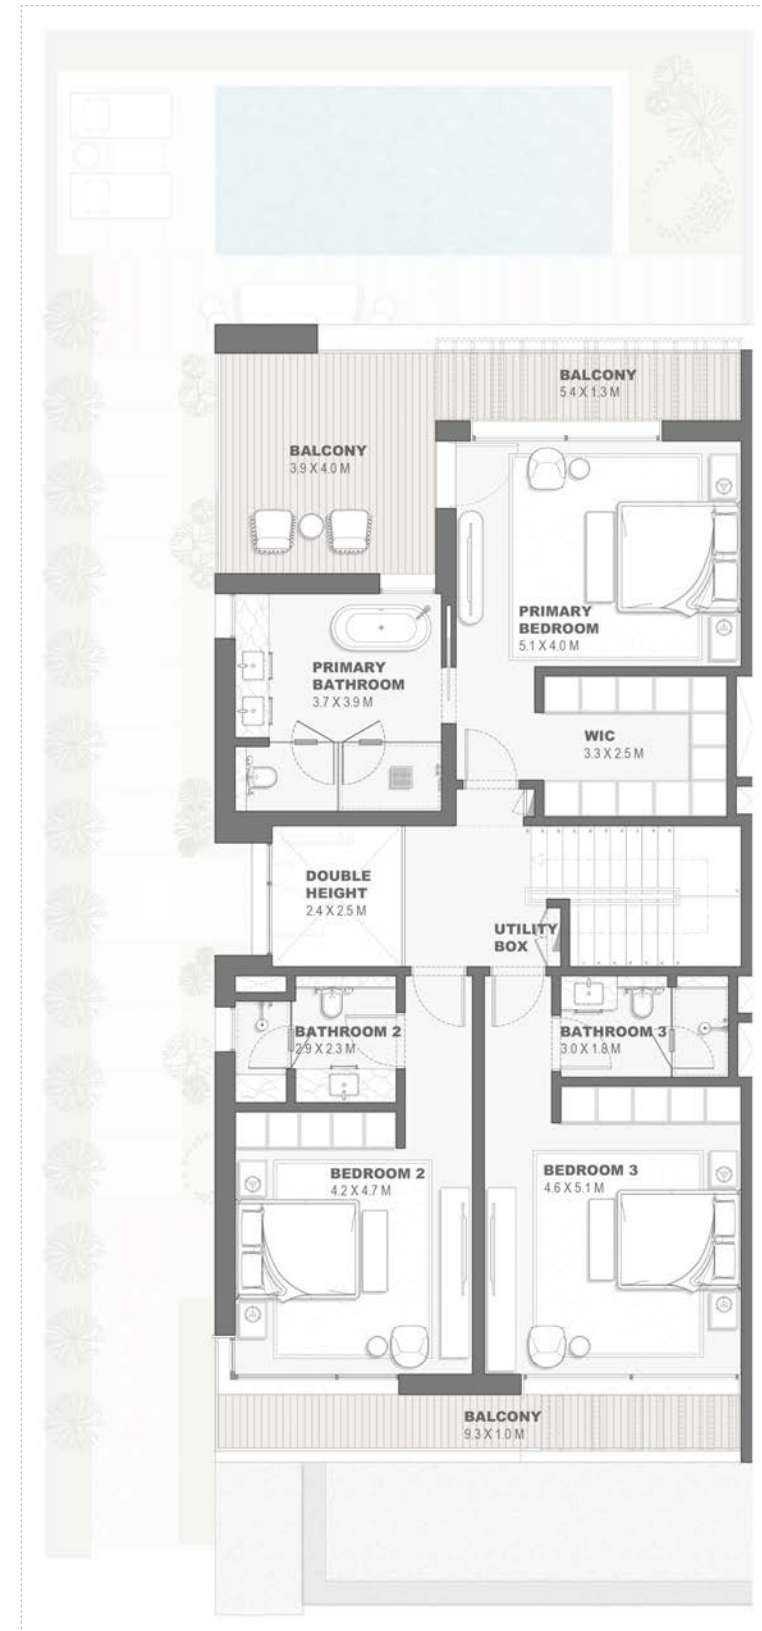 BALCONY
5.4 X 1.3 M
BALCONY
3.9 X 4.0 M
PRIMARY
BEDROOM
5.1 X 4.0 M
PRIMARY
BATHROOM
3.7 X 3.9 M
WIC
3.3 X 2.5 M
DOUBLE
HEIGHT
2.4 X 2.5 M
UTILITY
BOX
BATHROOM 2
2.9 X 2.3 M
BATHROOM 3
3.0 X 1.8 M
BEDROOM 2
4.2 X 4.7 M
BEDROOM 3
4.6 X 5.1 M
BALCONY
9.3 X 1.0 M